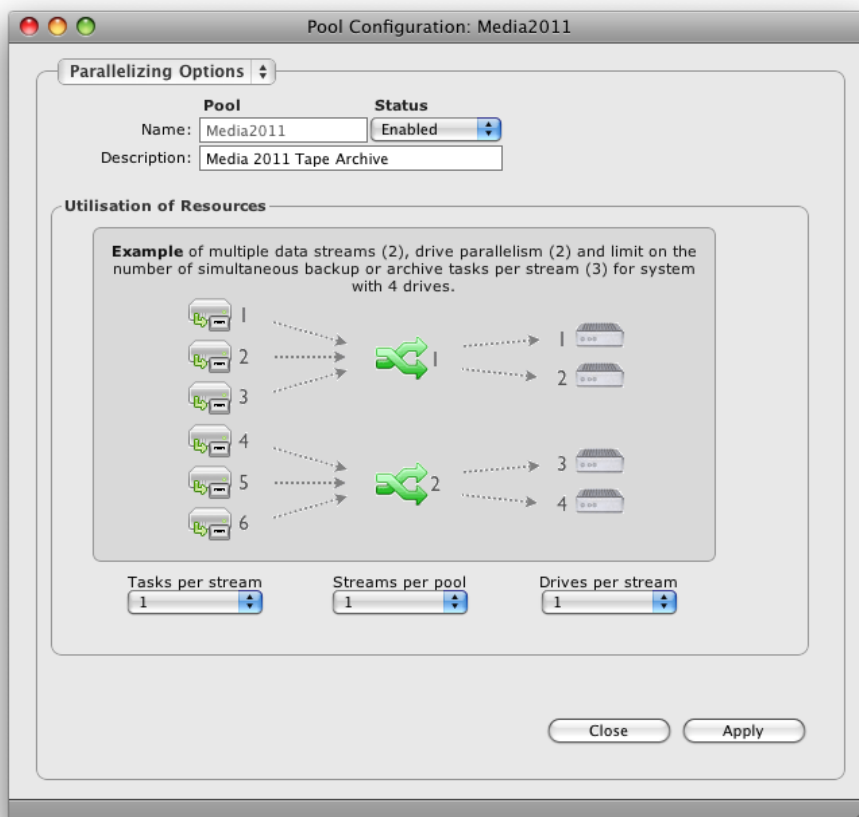 Pool Configuration: Media2011
Parallelizing Options
Pool Status
Name: Media2011 Enabled
Description: Media 2011 Tape Archive
Utilisation of Resources
Example of multiple data streams (2), drive parallelism (2) and limit on the
number of simultaneous backup or archive tasks per stream (3) for system
with 4 drives.
1
2
3
4
5
6
1
2
1
2
3
4
Tasks per stream Streams per pool Drives per stream
1 1 1
Close Apply